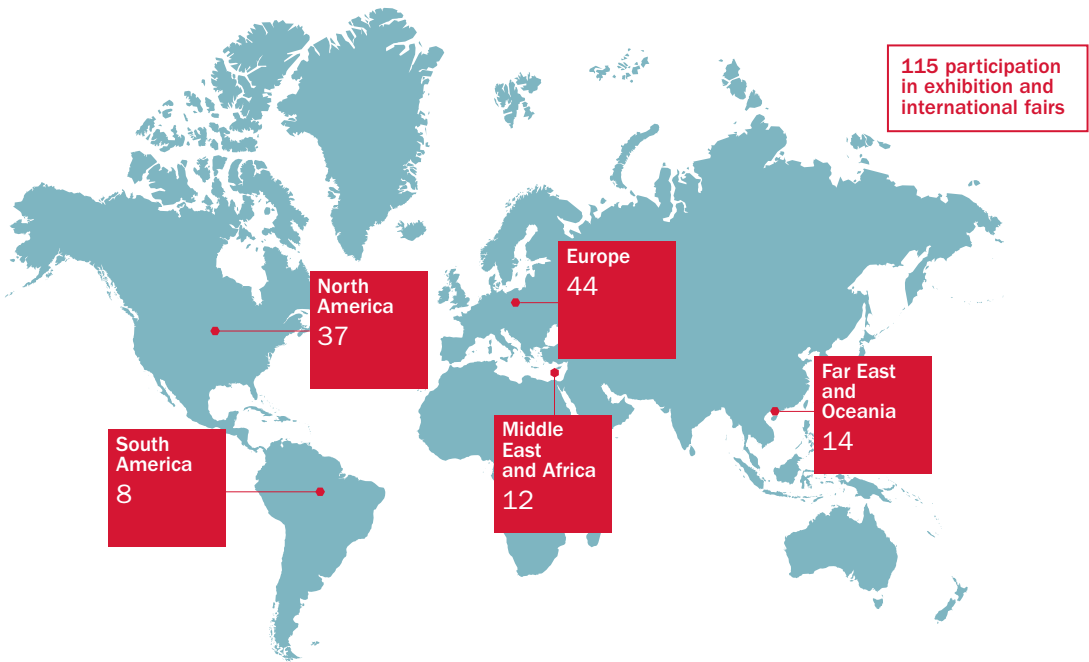 115 participation
in exhibition and
international fairs
Europe
44
North
America
37
Far East
and
Oceania
14
Middle
East
and Africa
12
South
America
8